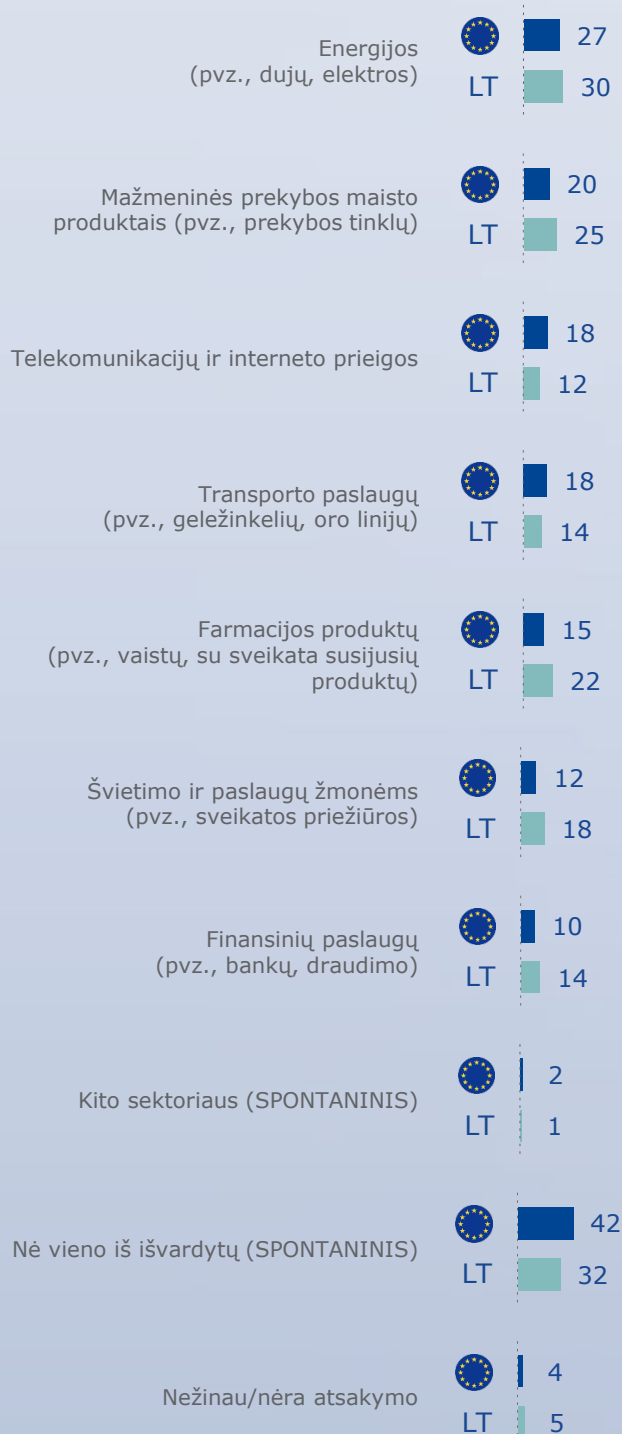 Energijos
(pvz., dujų, elektros)
27
LT 30
Mažmeninės prekybos maisto
produktais (pvz., prekybos tinklų)
20
LT 25
Telekomunikacijų ir interneto prieigos
18
LT 12
Transporto paslaugų
(pvz., geležinkelių, oro linijų)
18
LT 14
Farmacijos produktų
(pvz., vaistų, su sveikata susijusių
produktų)
15
LT 22
Švietimo ir paslaugų žmonėms
(pvz., sveikatos priežiūros)
12
LT 18
Finansinių paslaugų
(pvz., bankų, draudimo)
10
LT 14
Kito sektoriaus (SPONTANINIS)
2
LT 1
Nė vieno iš išvardytų (SPONTANINIS)
42
LT 32
Nežinau/nėra atsakymo
4
LT 5